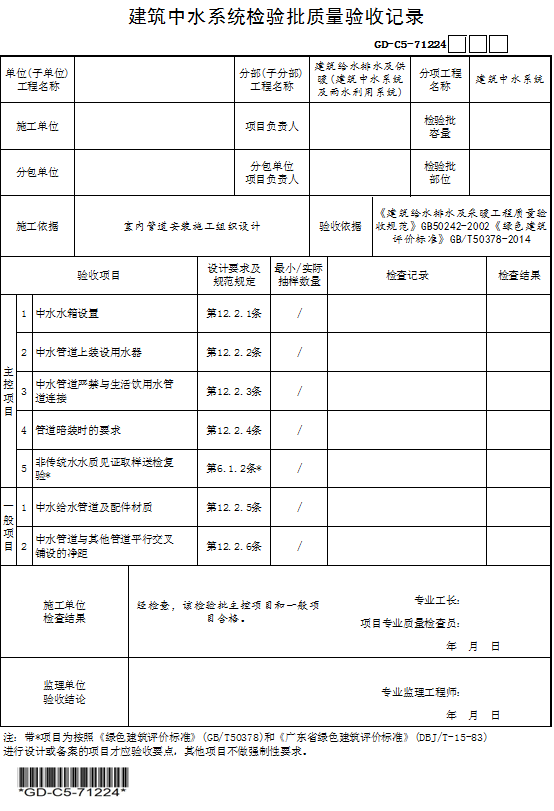 建筑中水系统检验批质量验收记录
GD-C5-71224
单位(子单位)
工程名称
分部(子分部)
工程名称
建筑给水排水及供
暖(建筑中水系统
及雨水利用系统)
分项工程
名称
建筑中水系统
施工单位
项目负责人
检验批
容量
分包单位
分包单位
项目负责人
检验批
部位
施工依据
室内管道安装施工组织设计
验收依据
《建筑给水排水及采暖工程质量验
收规范》GB50242-2002《绿色建筑
评价标准》GB/T50378-2014
验收项目
设计要求及
规范规定
最小/实际
抽样数量
检查记录
检查结果
主控项目
1 中水水箱设置 第12.2.1条 /
2 中水管道上装设用水器 第12.2.2条 /
3 中水管道严禁与生活饮用水管
道连接 第12.2.3条 /
4 管道暗装时的要求 第12.2.4条 /
5 非传统水水质见证取样送检复
验* 第6.1.2条* /
一般项目
1 中水给水管道及配件材质 第12.2.5条 /
2 中水管道与其他管道平行交叉
铺设的净距 第12.2.6条 /
施工单位
检查结果
经检查，该检验批主控项目和一般项
目合格。
专业工长：
项目专业质量检查员：
年 月 日
监理单位
验收结论
专业监理工程师：
年 月 日
注：带*项目为按照《绿色建筑评价标准》(GB/T50378)和《广东省绿色建筑评价标准》(DBJ/T-15-83)
进行设计或备案的项目才应验收要点，其他项目不做强制性要求。
*GD-C5-71224*